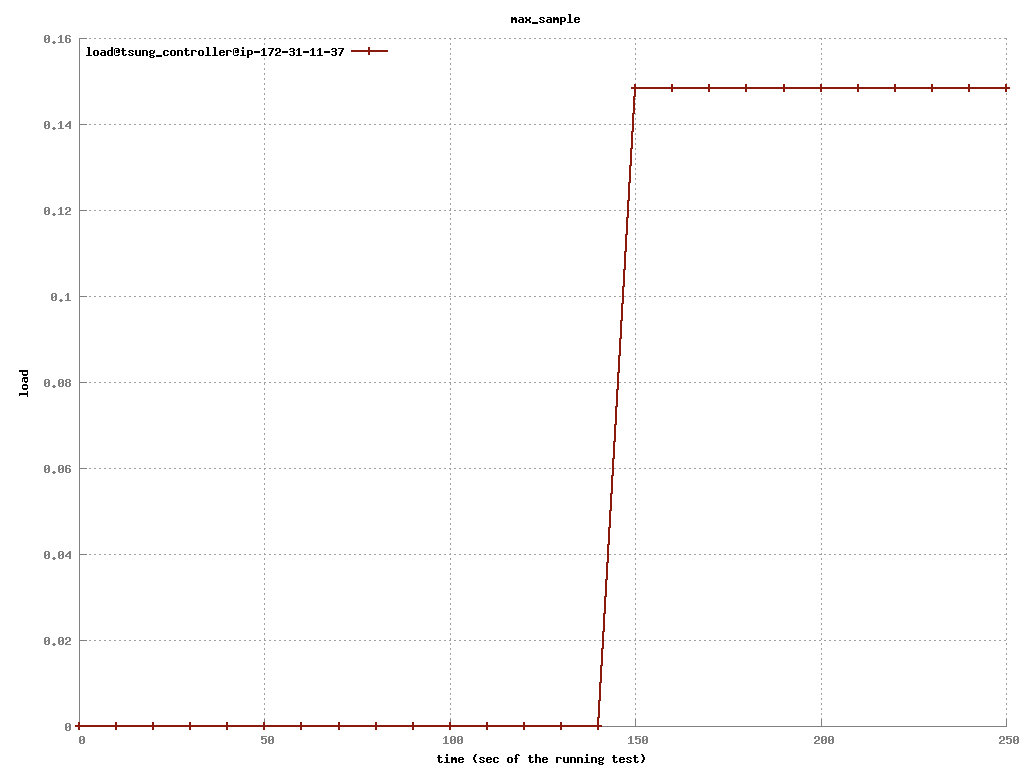 max_sample
load@tsung_controller@ip-172-31-11-37
0.16
0.14
0.12
0.1
0.08
0.06
0.04
0.02
0
load
0 50 100 150 200 250
time (sec of the running test)